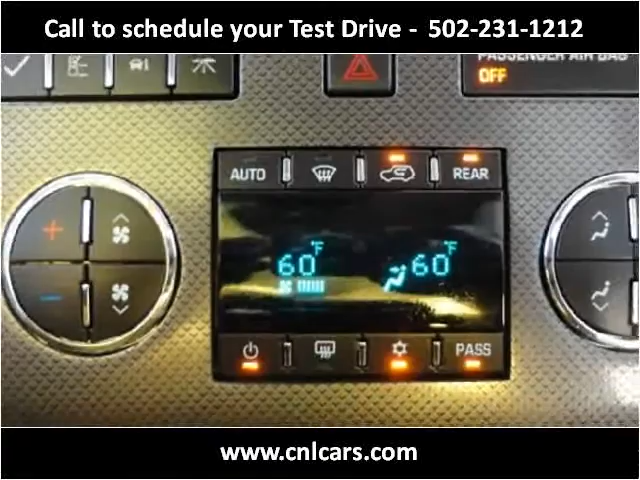 Call to schedule your Test Drive - 502-231-1212
PASSENGER AIR BAG
OFF
AUTO
REAR
60°F
60°F
PASS
www.cnlcars.com